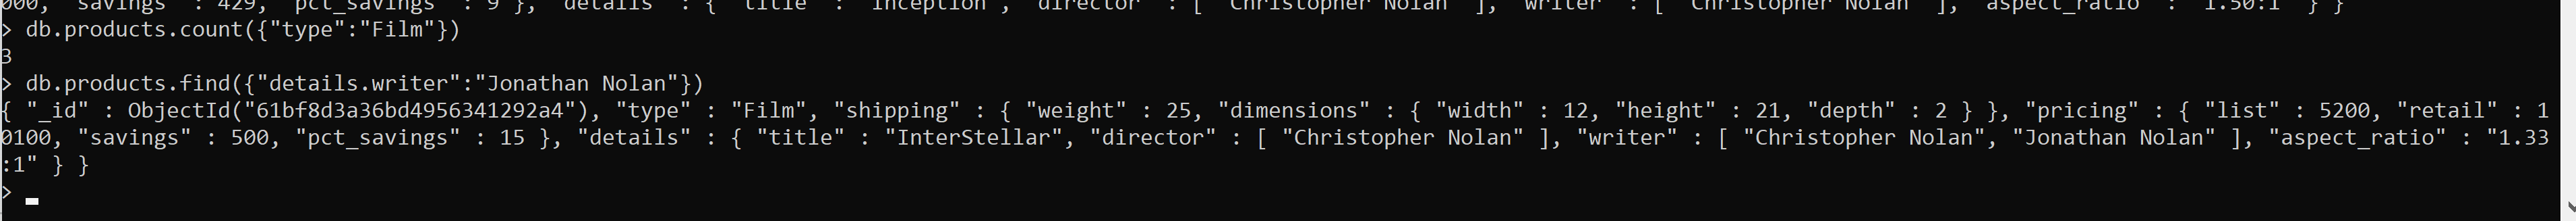 000, "savings" : 429, "pct_savings" : 9 }, "details" : { "title" : "Inception", "director" : [ "Christopher Nolan" ], "writer" : [ "Christopher Nolan" ], "aspect_ratio" : "1.50:1" } }
> db.products.count({"type":"Film"})
3
> db.products.find({"details.writer":"Jonathan Nolan"})
{ "_id" : ObjectId("61bf8d3a36bd4956341292a4"), "type" : "Film", "shipping" : { "weight" : 25, "dimensions" : { "width" : 12, "height" : 21, "depth" : 2 } }, "pricing" : { "list" : 5200, "retail" : 1
0100, "savings" : 500, "pct_savings" : 15 }, "details" : { "title" : "InterStellar", "director" : [ "Christopher Nolan" ], "writer" : [ "Christopher Nolan", "Jonathan Nolan" ], "aspect_ratio" : "1.33
:1" } }
>